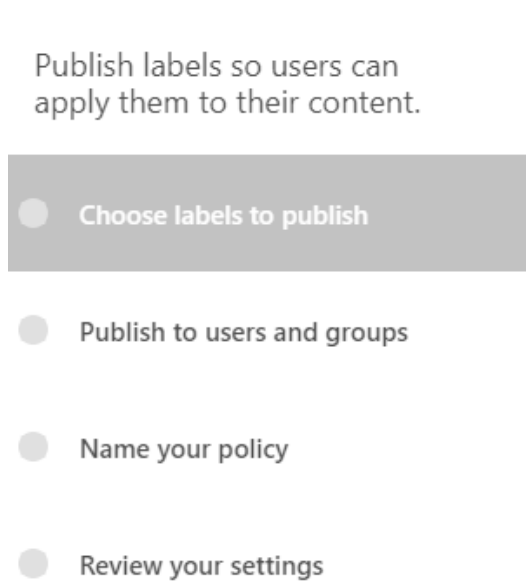 Publish labels so users can
apply them to their content.
Choose labels to publish
Publish to users and groups
Name your policy
Review your settings